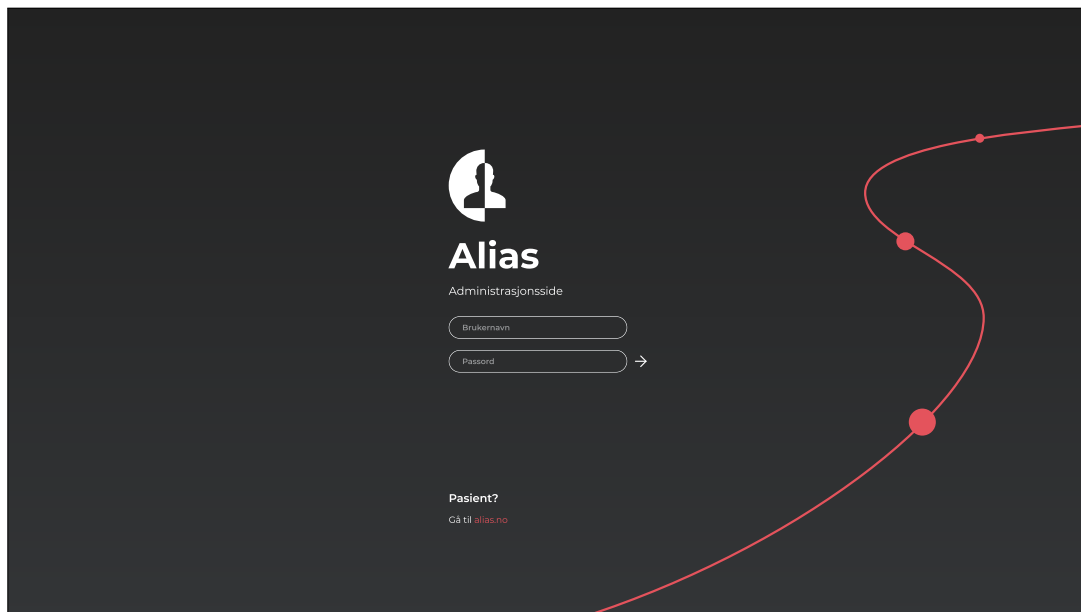 Alias
Administrasjonsside
Brukernavn
Passord
Pasient?
Gå til alias.no